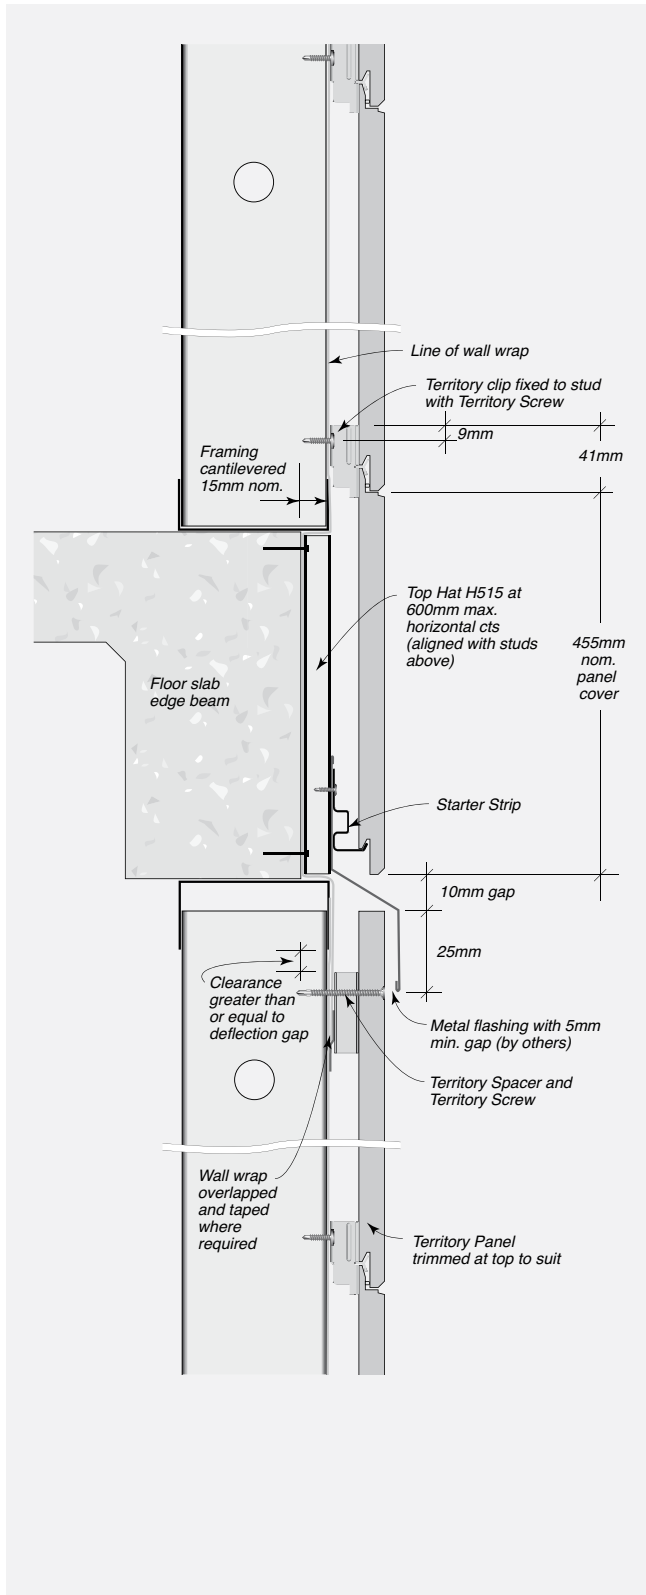 Line of wall wrap
Territory clip fixed to stud
with Territory Screw
9mm
41mm
Framing
cantilevered
15mm nom.
Top Hat H515 at
600mm max.
horizontal cts
(aligned with studs
above)
455mm
nom.
panel
cover
Floor slab
edge beam
Starter Strip
10mm gap
25mm
Clearance
greater than
or equal to
deflection gap
Metal flashing with 5mm
min. gap (by others)
Territory Spacer and
Territory Screw
Wall wrap
overlapped
and taped
where
required
Territory Panel
trimmed at top to suit